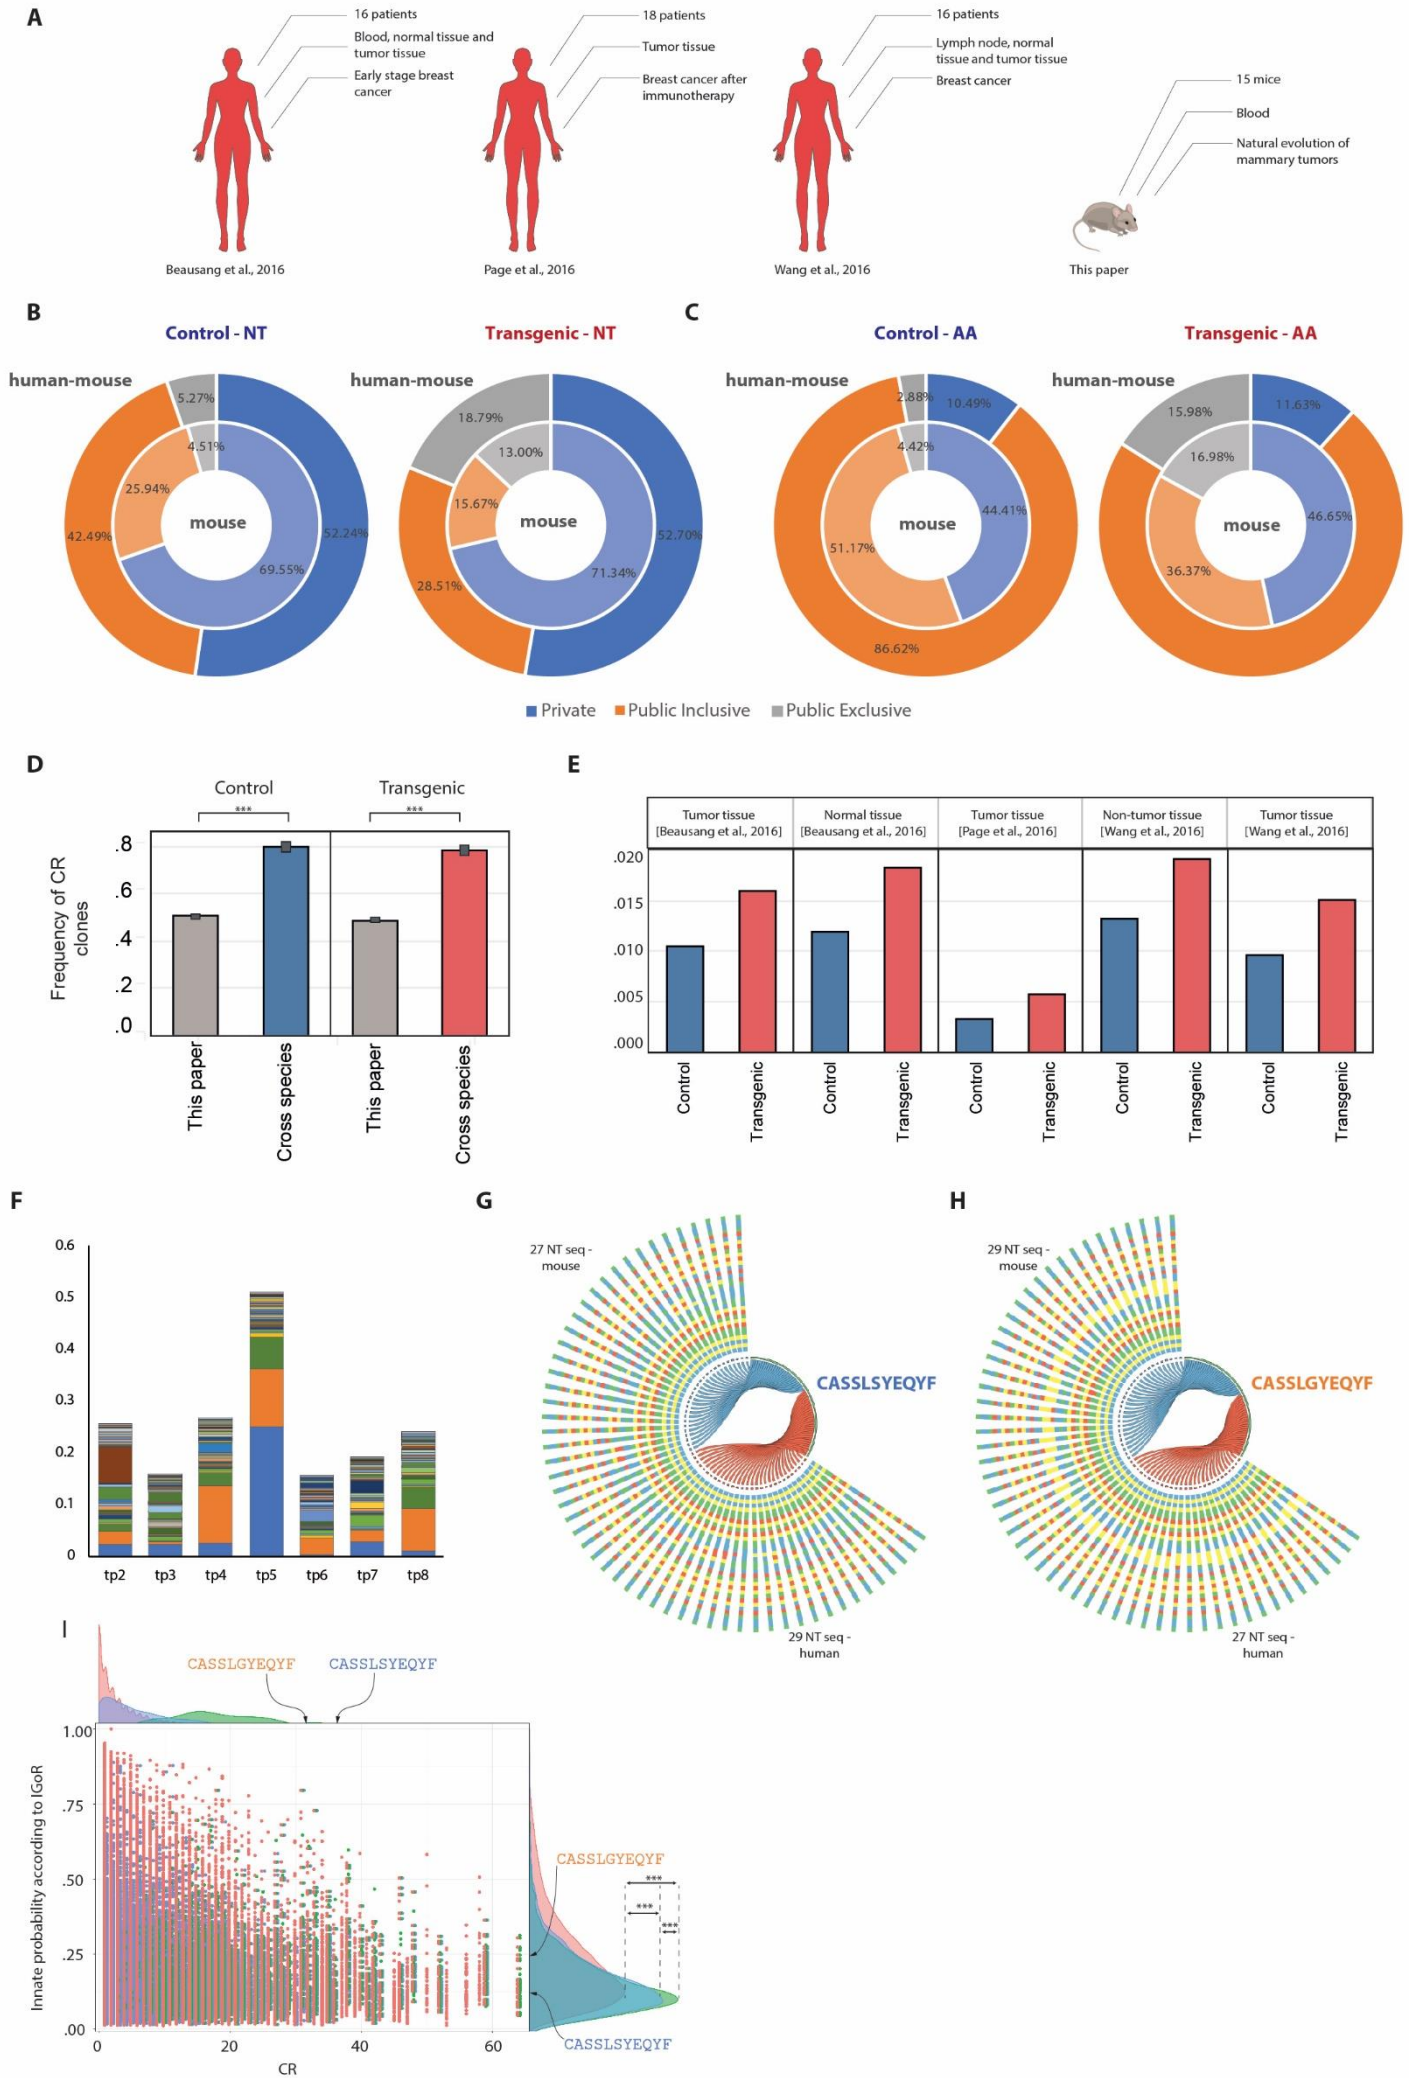 A
16 patients
Blood, normal tissue and
tumor tissue
Early stage breast
cancer
Beausang et al., 2016
18 patients
Tumor tissue
Breast cancer after
immunotherapy
Page et al., 2016
16 patients
Lymph node, normal
tissue and tumor tissue
Breast cancer
Wang et al., 2016
15 mice
Blood
Natural evolution of
mammary tumors
This paper
B
Control - NT
human-mouse
5.27%
4.51%
25.94%
42.49%
mouse
52.24%
69.55%
Transgenic - NT
human-mouse
18.79%
13.00%
15.67%
28.51%
mouse
52.70%
71.34%
C
Control - AA
human-mouse
2.88%
10.49%
4.42%
44.41%
mouse
51.17%
86.62%
Transgenic - AA
human-mouse
15.98%
11.63%
16.98%
46.65%
mouse
36.37%
Private
Public Inclusive
Public Exclusive
D
Control
Transgenic
***
***
Frequency of CR
clones
.8
.6
.4
.2
.0
This paper
Cross species
This paper
Cross species
E
Tumor tissue
[Beausang et al., 2016]
Normal tissue
[Beausang et al., 2016]
Tumor tissue
[Page et al., 2016]
Non-tumor tissue
[Wang et al., 2016]
Tumor tissue
[Wang et al., 2016]
.020
.015
.010
.005
.000
Control
Transgenic
Control
Transgenic
Control
Transgenic
Control
Transgenic
Control
Transgenic
F
0.6
0.5
0.4
0.3
0.2
0.1
0
tp2
tp3
tp4
tp5
tp6
tp7
tp8
G
27 NT seq -
mouse
CASSLSYEQYF
29 NT seq -
human
H
29 NT seq -
mouse
CASSLGYEQYF
27 NT seq -
human
I
CASSLGYEQYF
CASSLSYEQYF
Innate probability according to IGoR
1.00
.75
.50
.25
.00
0
20
40
60
CR
CASSLGYEQYF
***
***
***
CASSLSYEQYF